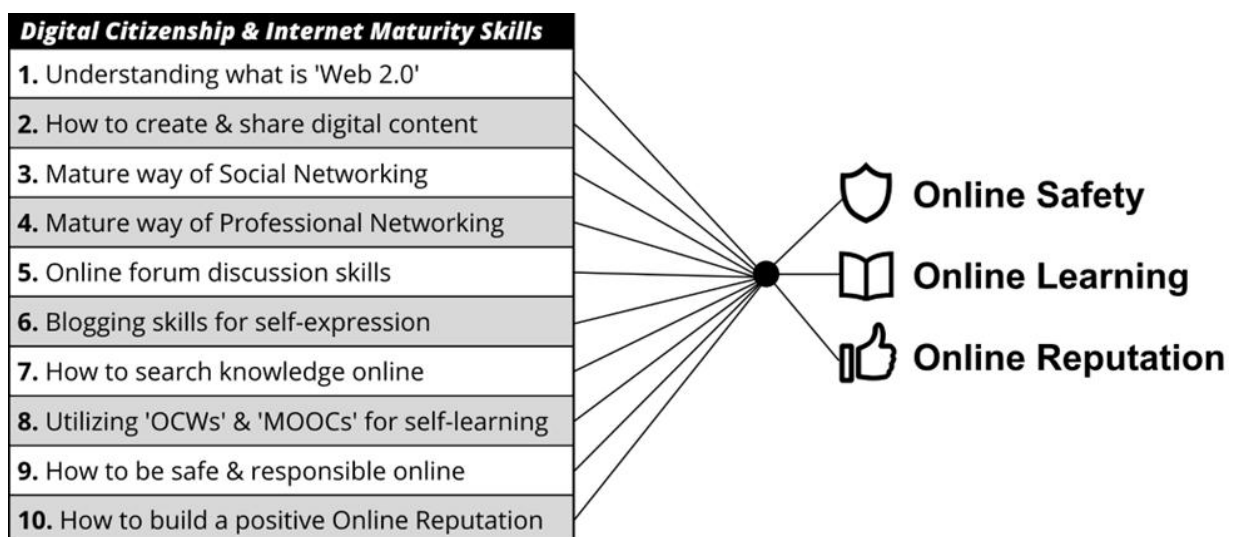 Digital Citizenship & Internet Maturity Skills
1. Understanding what is 'Web 2.0'
2. How to create & share digital content
3. Mature way of Social Networking
4. Mature way of Professional Networking
5. Online forum discussion skills
6. Blogging skills for self-expression
7. How to search knowledge online
8. Utilizing 'OCWs' & 'MOOCs' for self-learning
9. How to be safe & responsible online
10. How to build a positive Online Reputation
Online Safety
Online Learning
Online Reputation